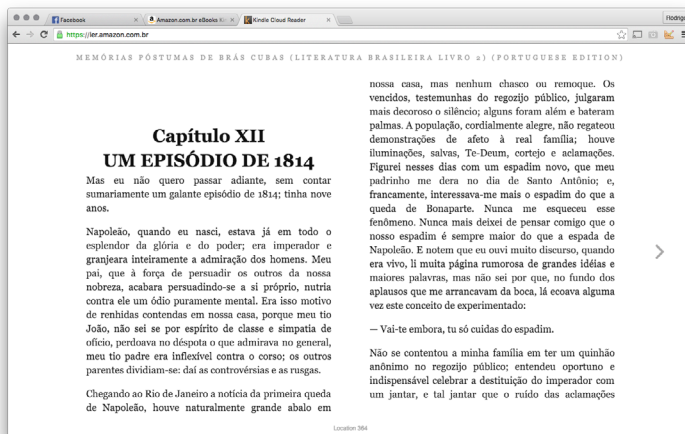 Facebook
Amazon.com.br eBooks Ki
Kindle Cloud Reader
Rodrigo
https://ler.amazon.com.br
MEMÓRIAS PÓSTUMAS DE BRÁS CUBAS (LITERATURA BRASILEIRA LIVRO 2) (PORTUGUESE EDITION)
Capítulo XII
UM EPISÓDIO DE 1814
Mas eu não quero passar adiante, sem contar
sumariamente um galante episódio de 1814; tinha nove
anos.
Napoleão, quando eu nasci, estava já em todo o
esplendor da glória e do poder; era imperador e
granjeara inteiramente a admiração dos homens. Meu
pai, que à força de persuadir os outros da nossa
nobreza, acabara persuadindo-se a si próprio, nutria
contra ele um ódio puramente mental. Era isso motivo
de renhidas contendas em nossa casa, porque meu tio
João, não sei se por espírito de classe e simpatia de
ofício, perdoava no déspota o que admirava no general,
meu tio padre era inflexível contra o corso; os outros
parentes dividiam-se: daí as controvérsias e as rusgas.
Chegando ao Rio de Janeiro a notícia da primeira queda
de Napoleão, houve naturalmente grande abalo em
nossa casa, mas nenhum chasco ou remoque. Os
vencidos, testemunhas do regozijo público, julgaram
mais decoroso o silêncio; alguns foram além e bateram
palmas. A população, cordialmente alegre, não regateou
demonstrações de afeto à real família; houve
iluminações, salvas, Te-Deum, cortejo e aclamações.
Figurei nesses dias com um espadim novo, que meu
padrinho me dera no dia de Santo Antônio; e,
francamente, interessava-me mais o espadim do que a
queda de Bonaparte. Nunca me esqueceu esse
fenômeno. Nunca mais deixei de pensar comigo que o
nosso espadim é sempre maior do que a espada de
Napoleão. E notem que eu ouvi muito discurso, quando
era vivo, li muita página rumorosa de grandes idéias e
maiores palavras, mas não sei por que, no fundo dos
aplausos que me arrancavam da boca, lá ecoava alguma
vez este conceito de experimentado:
— Vai-te embora, tu só cuidas do espadim.
Não se contentou a minha família em ter um quinhão
anônimo no regozijo público; entendeu oportuno e
indispensável celebrar a destituição do imperador com
um jantar, e tal jantar que o ruído das aclamações
Location 364